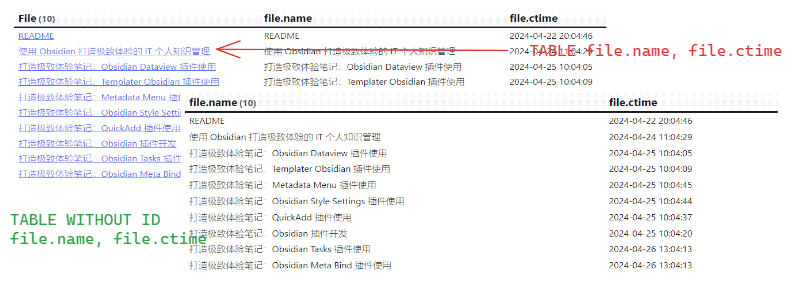 File (10) file.name file.ctime
README README 2024-04-22 20:04:46
使用 Obsidian 打造极致体验的 IT 个人知识管理 使用 Obsidian 打造极致体验的 IT 个人知识管理 2024-04-24 11:04:29
TABLE file.name, file.ctime
打造极致体验笔记：Obsidian Dataview 插件使用 打造极致体验笔记：Obsidian Dataview 插件使用 2024-04-25 10:04:05
打造极致体验笔记：Templater Obsidian 插件使用 打造极致体验笔记：Templater Obsidian 插件使用 2024-04-25 10:04:09
打造极致体验笔记：Metadata Menu 插
打造极致体验笔记：Obsidian Style Settin
打造极致体验笔记：QuickAdd 插件使用
打造极致体验笔记：Obsidian 插件开发
打造极致体验笔记：Obsidian Tasks 插件
打造极致体验笔记：Obsidian Meta Bind
file.name (10) file.ctime
README 2024-04-22 20:04:46
使用 Obsidian 打造极致体验的 IT 个人知识管理 2024-04-24 11:04:29
打造极致体验笔记：Obsidian Dataview 插件使用 2024-04-25 10:04:05
打造极致体验笔记：Templater Obsidian 插件使用 2024-04-25 10:04:09
打造极致体验笔记：Metadata Menu 插件使用 2024-04-25 10:04:45
打造极致体验笔记：Obsidian Style Settings 插件使用 2024-04-25 10:04:44
打造极致体验笔记：QuickAdd 插件使用 2024-04-25 10:04:37
打造极致体验笔记：Obsidian 插件开发 2024-04-25 10:04:20
打造极致体验笔记：Obsidian Tasks 插件使用 2024-04-26 13:04:13
打造极致体验笔记：Obsidian Meta Bind 插件使用 2024-04-26 13:04:13
TABLE WITHOUT ID
file.name, file.ctime